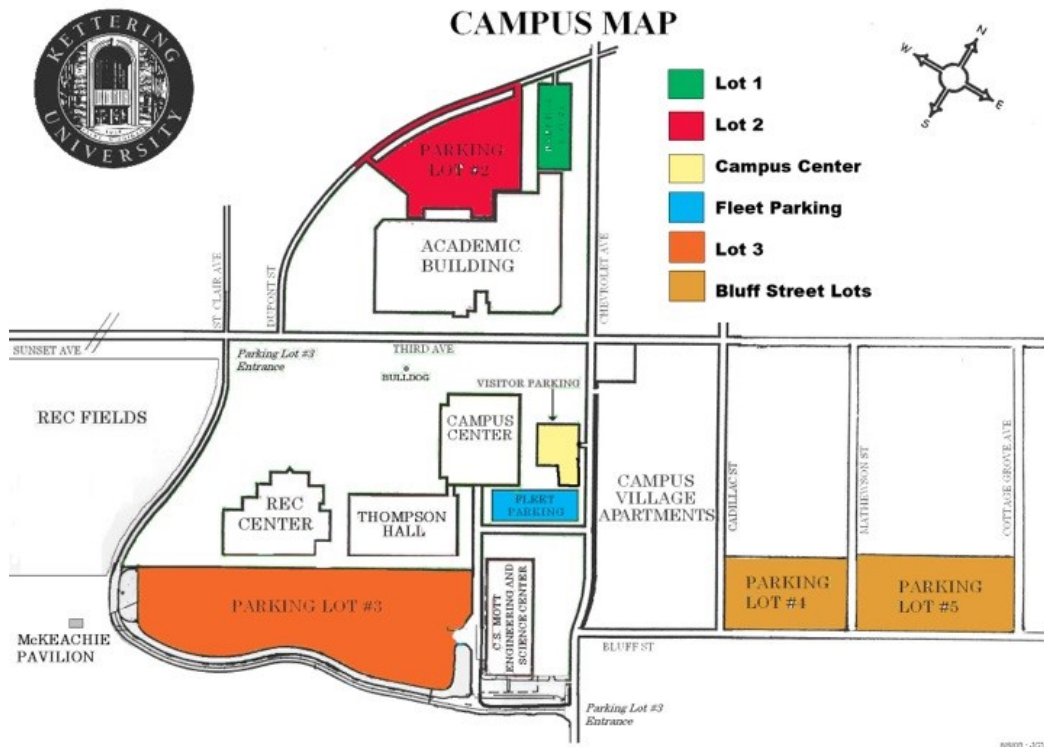 CAMPUS MAP
KETTERING
UNIVERSITY
N
W
E
S
Lot 1
Lot 2
Campus Center
Fleet Parking
Lot 3
Bluff Street Lots
PARKING
LOT #2
ACADEMIC
BUILDING
ST. CLAIR AVE
DUPONT ST
CHEVROLET AVE
SUNSET AVE
Parking Lot #3
Entrance
THIRD AVE
BULLDOG
VISITOR PARKING
REC FIELDS
CAMPUS
CENTER
REC
CENTER
THOMPSON
HALL
FLEET
PARKING
CAMPUS
VILLAGE
APARTMENTS
CADILLAC ST
MATHEWSON ST
COTTAGE GROVE AVE
PARKING LOT #3
C.S. MOTT
ENGINEERING AND
SCIENCE CENTER
PARKING
LOT #4
PARKING
LOT #5
McKEACHIE
PAVILION
BLUFF ST
Parking Lot #3
Entrance